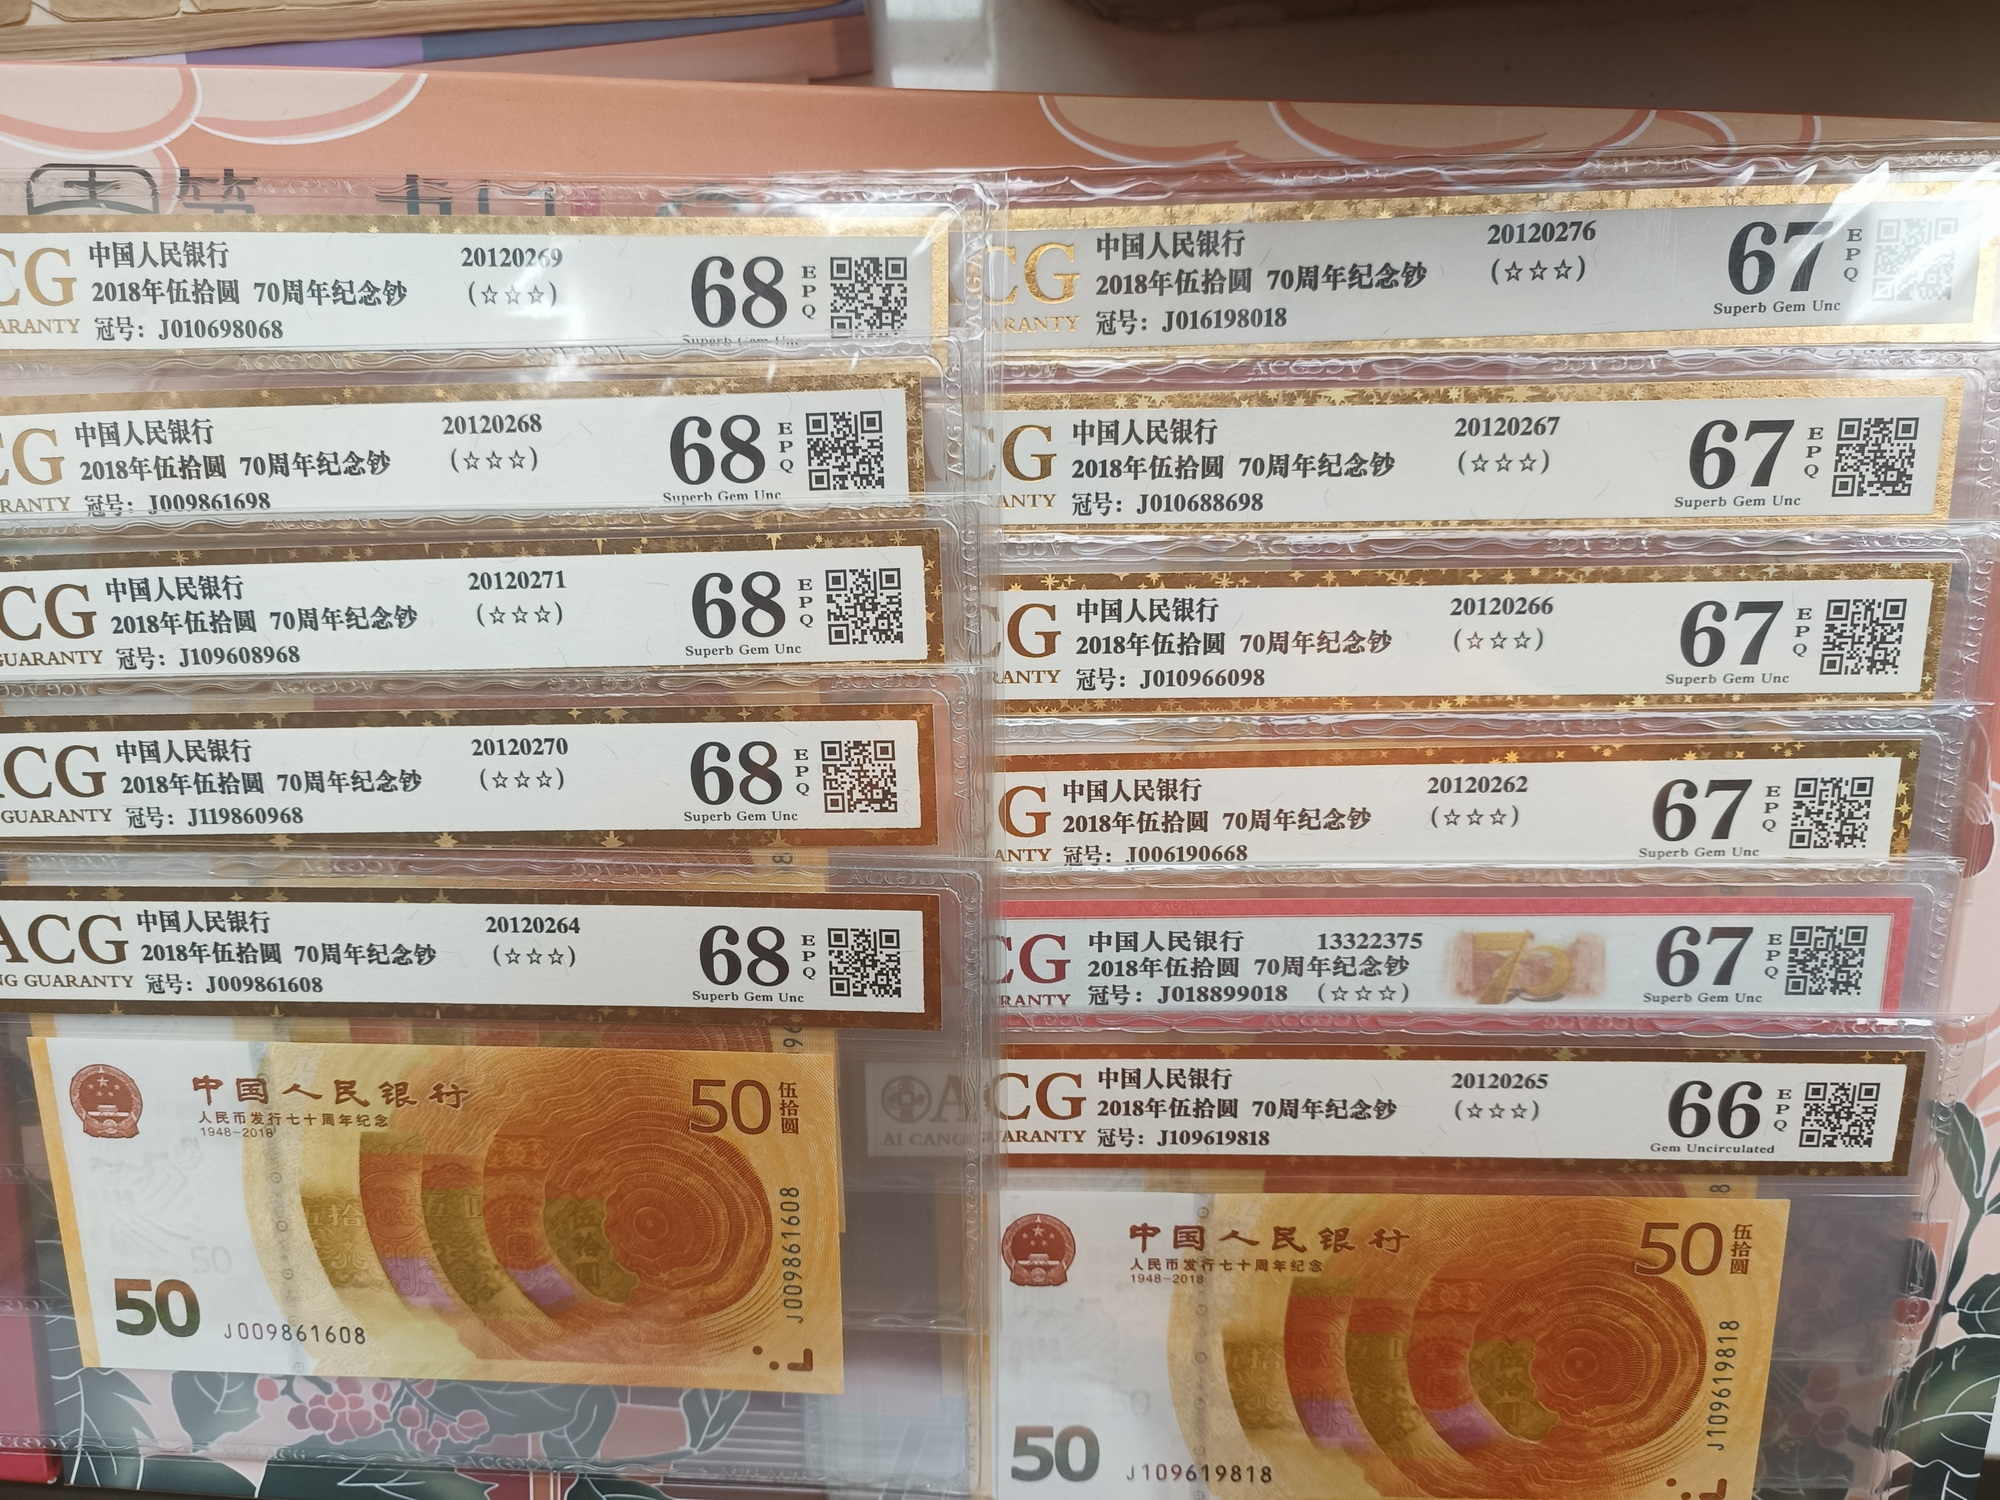 CG
中国人民银行
20120269
2018年伍拾圆 70周年纪念钞
(☆☆☆)
ARANTY
冠号：J010698068
68
EPQ
Superb Gem Unc
CG
中国人民银行
20120268
2018年伍拾圆 70周年纪念钞
(☆☆☆)
RANTY
冠号：J009861698
68
EPQ
Superb Gem Unc
CG
中国人民银行
20120271
2018年伍拾圆 70周年纪念钞
(☆☆☆)
GUARANTY
冠号：J109608968
68
EPQ
Superb Gem Unc
CG
中国人民银行
20120270
2018年伍拾圆 70周年纪念钞
(☆☆☆)
GUARANTY
冠号：J119860968
68
EPQ
Superb Gem Unc
ACG
中国人民银行
20120264
2018年伍拾圆 70周年纪念钞
(☆☆☆)
NG GUARANTY
冠号：J009861608
68
EPQ
Superb Gem Unc
中国人民银行
人民币发行七十周年纪念
1948-2018
50
伍拾圆
50
J009861608
J009861608
CG
中国人民银行
20120276
2018年伍拾圆 70周年纪念钞
(☆☆☆)
RANTY
冠号：J016198018
67
EPQ
Superb Gem Unc
G
中国人民银行
20120267
2018年伍拾圆 70周年纪念钞
(☆☆☆)
ANTY
冠号：J010688698
67
EPQ
Superb Gem Unc
G
中国人民银行
20120266
2018年伍拾圆 70周年纪念钞
(☆☆☆)
RANTY
冠号：J010966098
67
EPQ
Superb Gem Unc
G
中国人民银行
20120262
2018年伍拾圆 70周年纪念钞
(☆☆☆)
ANTY
冠号：J006190668
67
EPQ
Superb Gem Unc
CG
中国人民银行
13322375
2018年伍拾圆 70周年纪念钞
RANTY
冠号：J018899018 (☆☆☆)
70
67
EPQ
Superb Gem Unc
ACG
中国人民银行
20120265
2018年伍拾圆 70周年纪念钞
(☆☆☆)
GUARANTY
冠号：J109619818
66
EPQ
Gem Uncirculated
中国人民银行
人民币发行七十周年纪念
1948-2018
50
伍拾圆
50
J109619818
J109619818